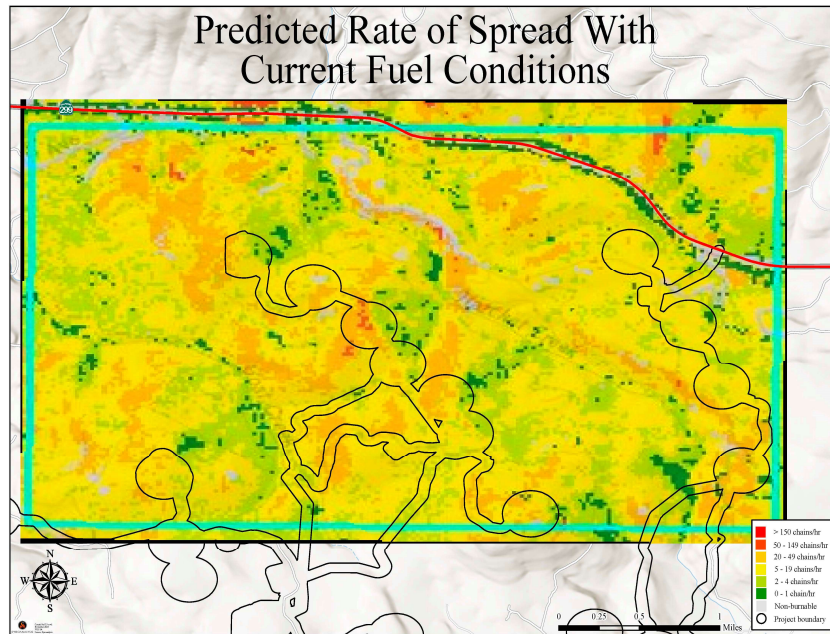 Predicted Rate of Spread With
Current Fuel Conditions
299
N
W E
S
> 150 chains/hr
50 - 149 chains/hr
20 - 49 chains/hr
5 - 19 chains/hr
2 - 4 chains/hr
0 - 1 chain/hr
Non-burnable
Project boundary
0 0.25 0.5 1
Miles